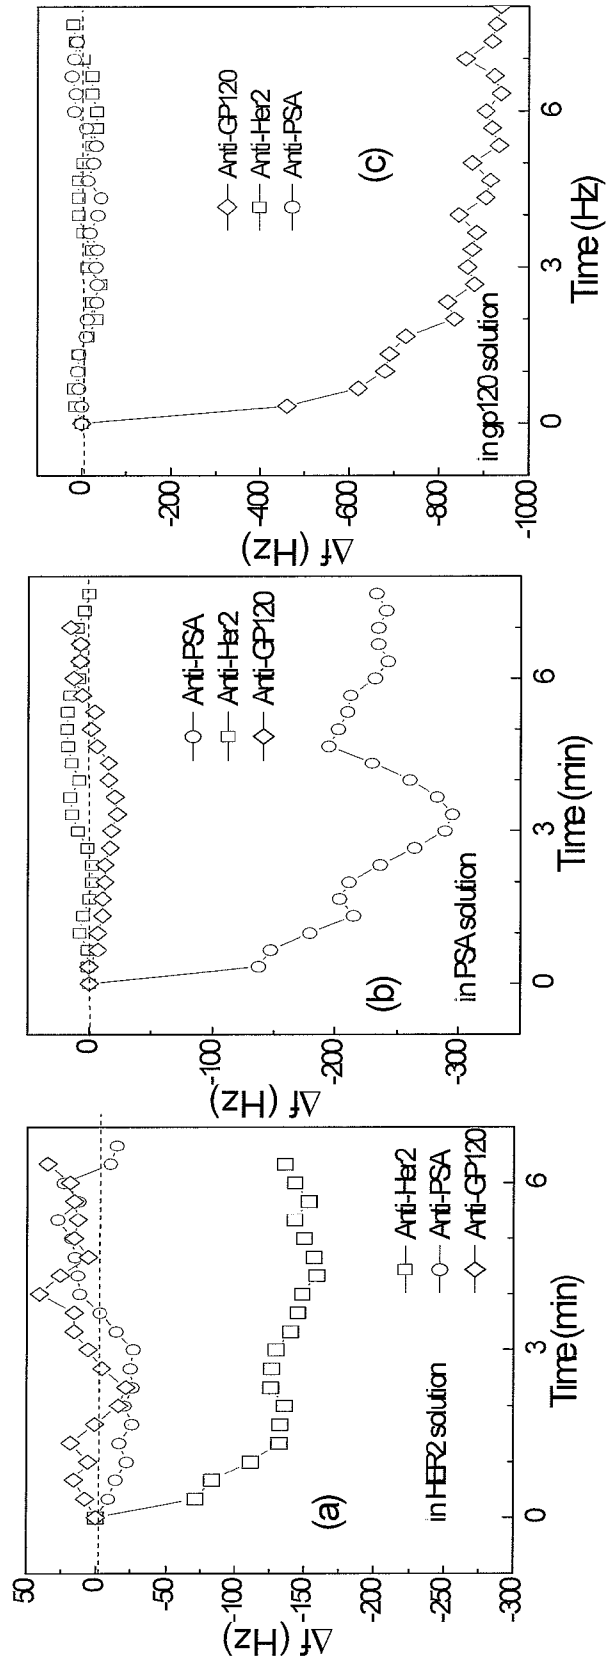 50
0
-50
-100
-150
-200
-250
-300
Δf (Hz)
(a)
in HER2 solution
Anti-Her2
Anti-PSA
Anti-GP120
0
3
6
Time (min)
0
-100
-200
-300
Δf (Hz)
(b)
in PSA solution
Anti-PSA
Anti-Her2
Anti-GP120
0
3
6
Time (min)
0
-200
-400
-600
-800
-1000
Δf (Hz)
Anti-GP120
Anti-Her2
Anti-PSA
(c)
in gp120 solution
0
3
6
Time (Hz)